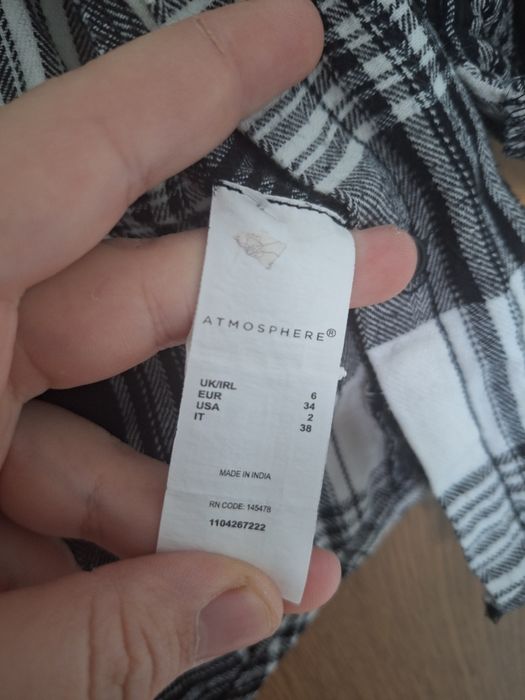 ATMOSPHERE®
UK/IRL 6
EUR 34
USA 2
IT 38
MADE IN INDIA
RN CODE: 145478
1104267222